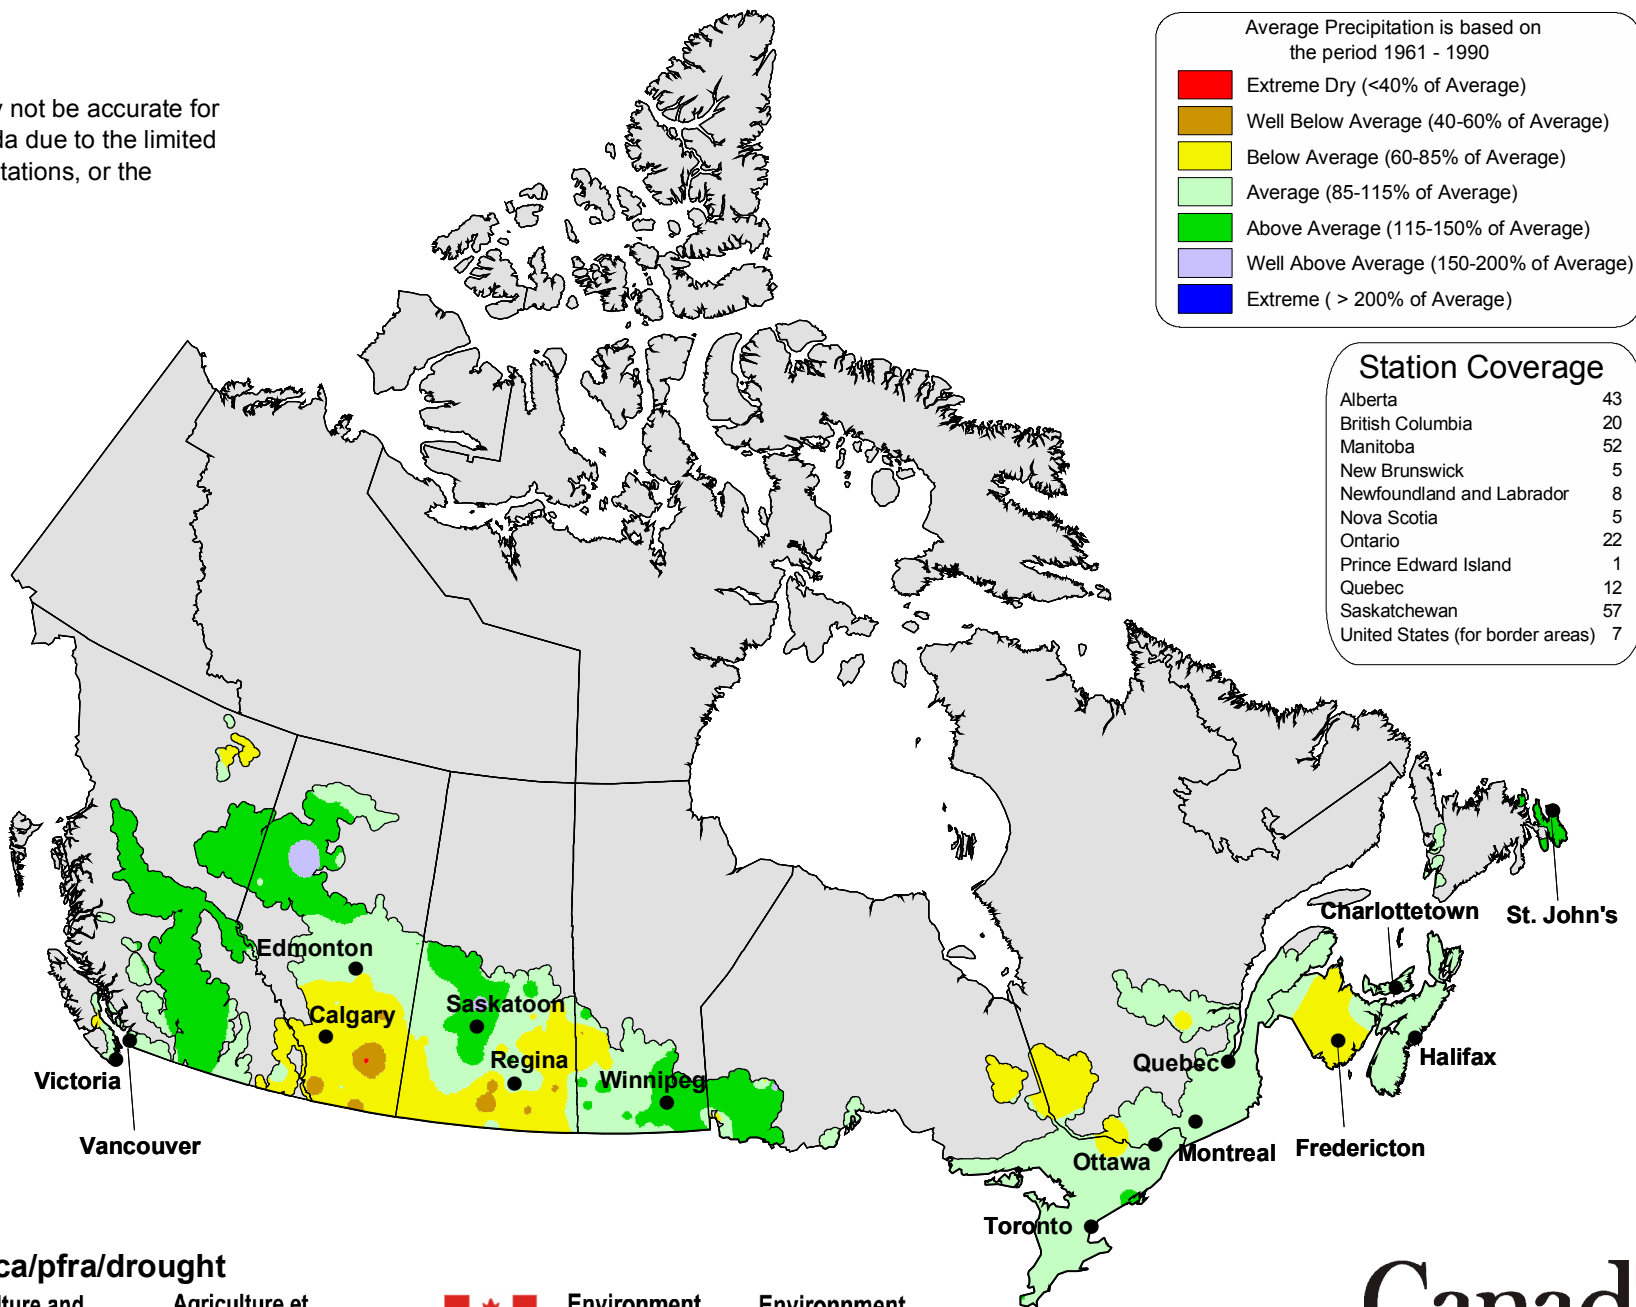 not be accurate for
da due to the limited
tations, or the
Average Precipitation is based on
the period 1961 - 1990
Extreme Dry (<40% of Average)
Well Below Average (40-60% of Average)
Below Average (60-85% of Average)
Average (85-115% of Average)
Above Average (115-150% of Average)
Well Above Average (150-200% of Average)
Extreme ( > 200% of Average)
Station Coverage
Alberta 43
British Columbia 20
Manitoba 52
New Brunswick 5
Newfoundland and Labrador 8
Nova Scotia 5
Ontario 22
Prince Edward Island 1
Quebec 12
Saskatchewan 57
United States (for border areas) 7
Charlottetown
St. John's
Edmonton
Saskatoon
Calgary
Regina
Winnipeg
Quebec
Halifax
Victoria
Vancouver
Ottawa
Montreal
Fredericton
Toronto
ca/pfra/drought
lture and
Agriculture et
Environment
Environnment
Canad